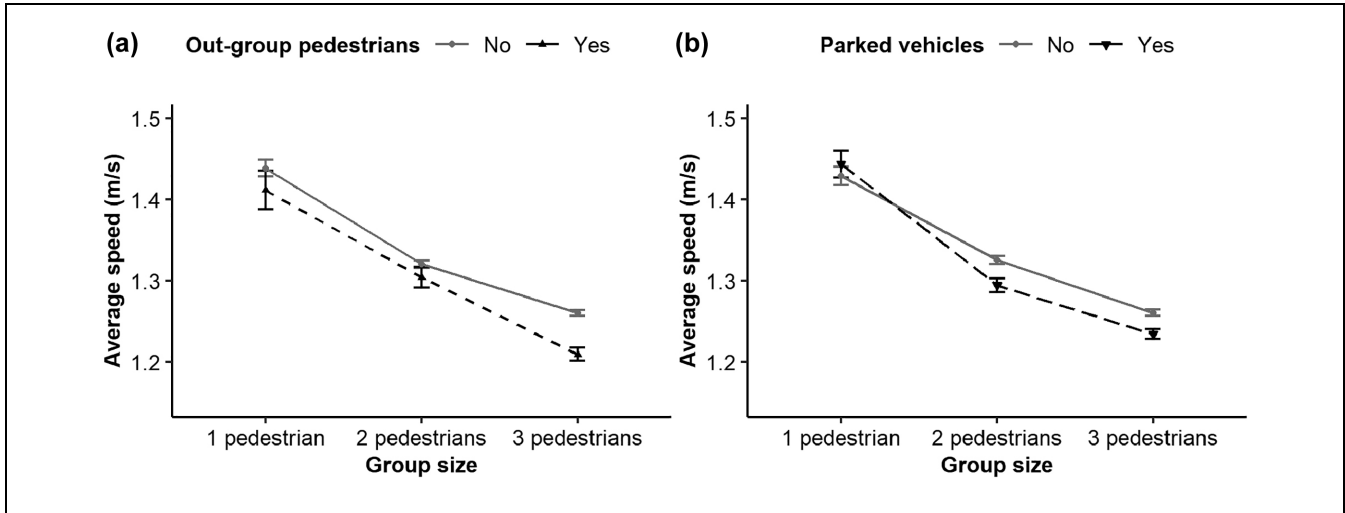 (a) Out-group pedestrians No Yes
1.5
1.4
1.3
1.2
Average speed (m/s)
1 pedestrian 2 pedestrians 3 pedestrians
Group size
(b) Parked vehicles No Yes
1.5
1.4
1.3
1.2
Average speed (m/s)
1 pedestrian 2 pedestrians 3 pedestrians
Group size